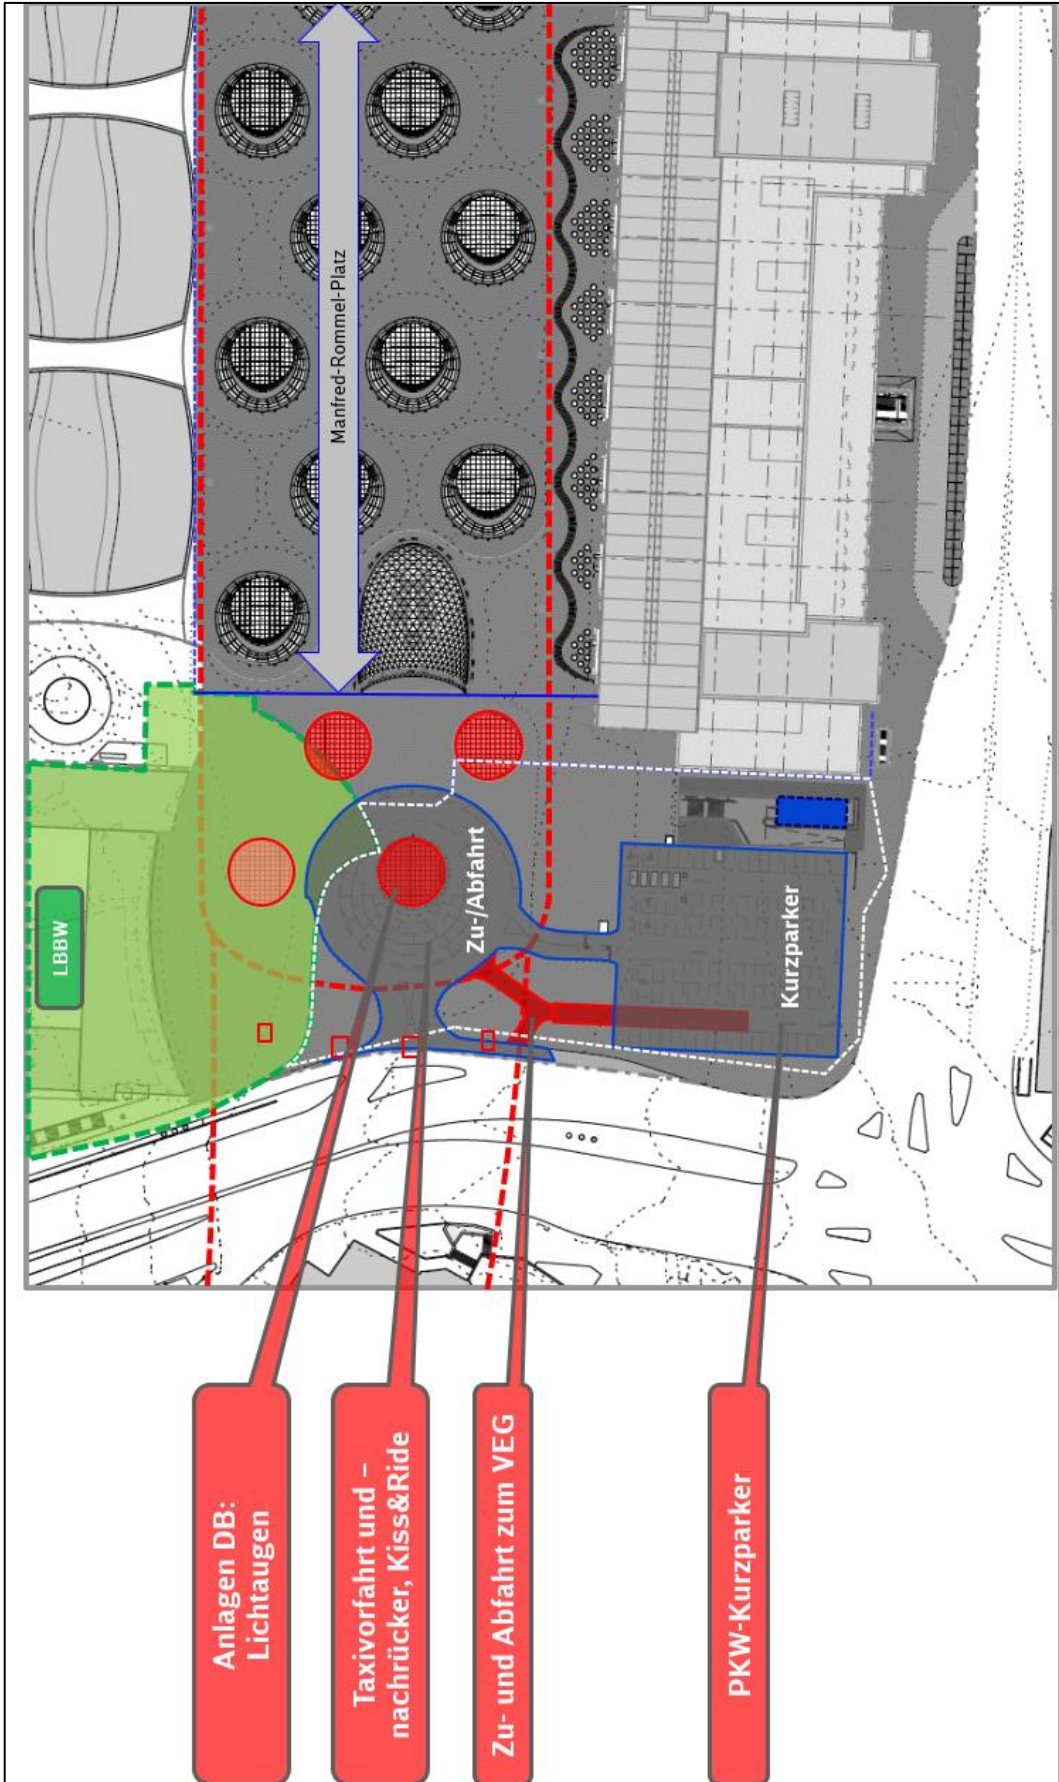 Manfred-Rommel-Platz
LBBW
Zu-/Abfahrt
Kurzparker
Anlagen DB:
Lichtaugen
Taxivorfahrt und –
nachrücker, Kiss&Ride
Zu- und Abfahrt zum VEG
PKW-Kurzparker